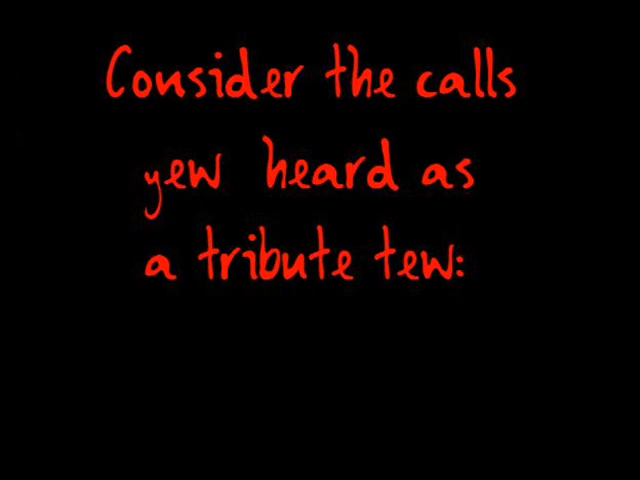 Consider the calls
yew heard as
a tribute tew: